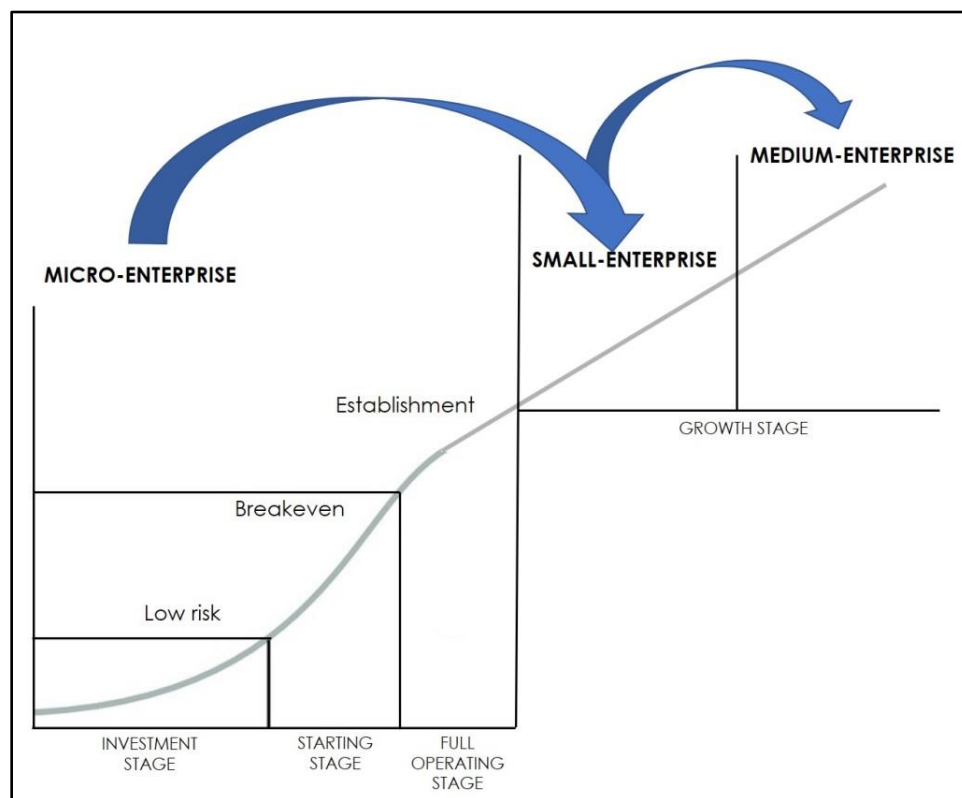 MEDIUM-ENTERPRISE
SMALL-ENTERPRISE
MICRO-ENTERPRISE
Establishment
GROWTH STAGE
Breakeven
Low risk
INVESTMENT
STAGE
STARTING
STAGE
FULL
OPERATING
STAGE